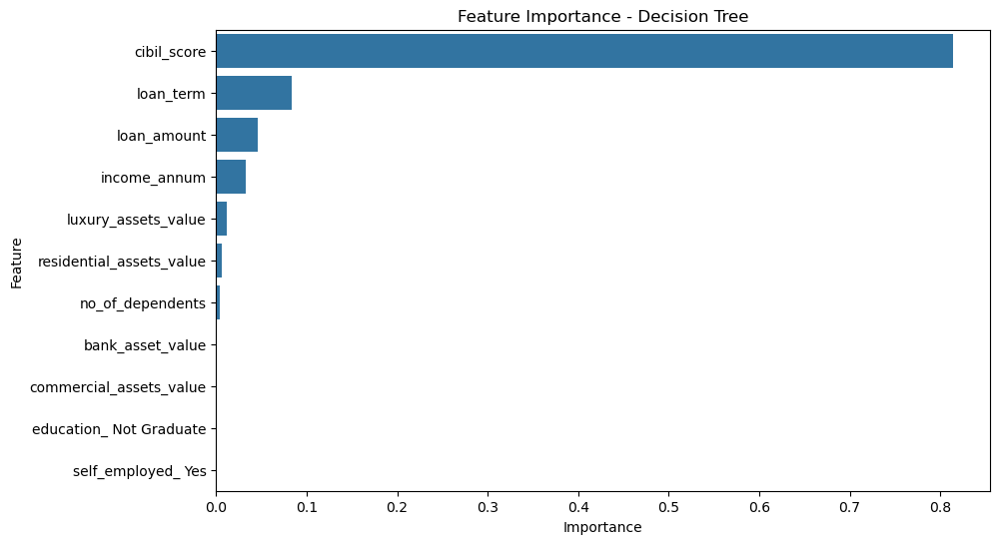 Feature Importance - Decision Tree
Feature
cibil_score
loan_term
loan_amount
income_annum
luxury_assets_value
residential_assets_value
no_of_dependents
bank_asset_value
commercial_assets_value
education_ Not Graduate
self_employed_ Yes
0.0 0.1 0.2 0.3 0.4 0.5 0.6 0.7 0.8
Importance